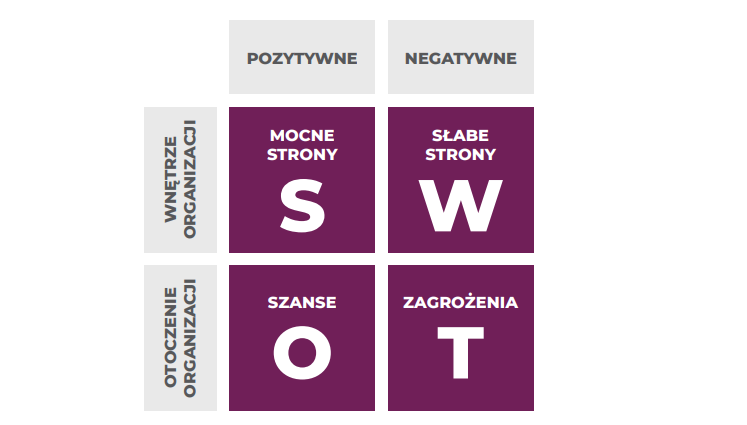 POZYTYWNE
NEGATYWNE
WNĘTRZE
ORGANIZACJI
MOCNE
STRONY
S
SŁABE
STRONY
W
OTOCZENIE
ORGANIZACJI
SZANSE
O
ZAGROŻENIA
T